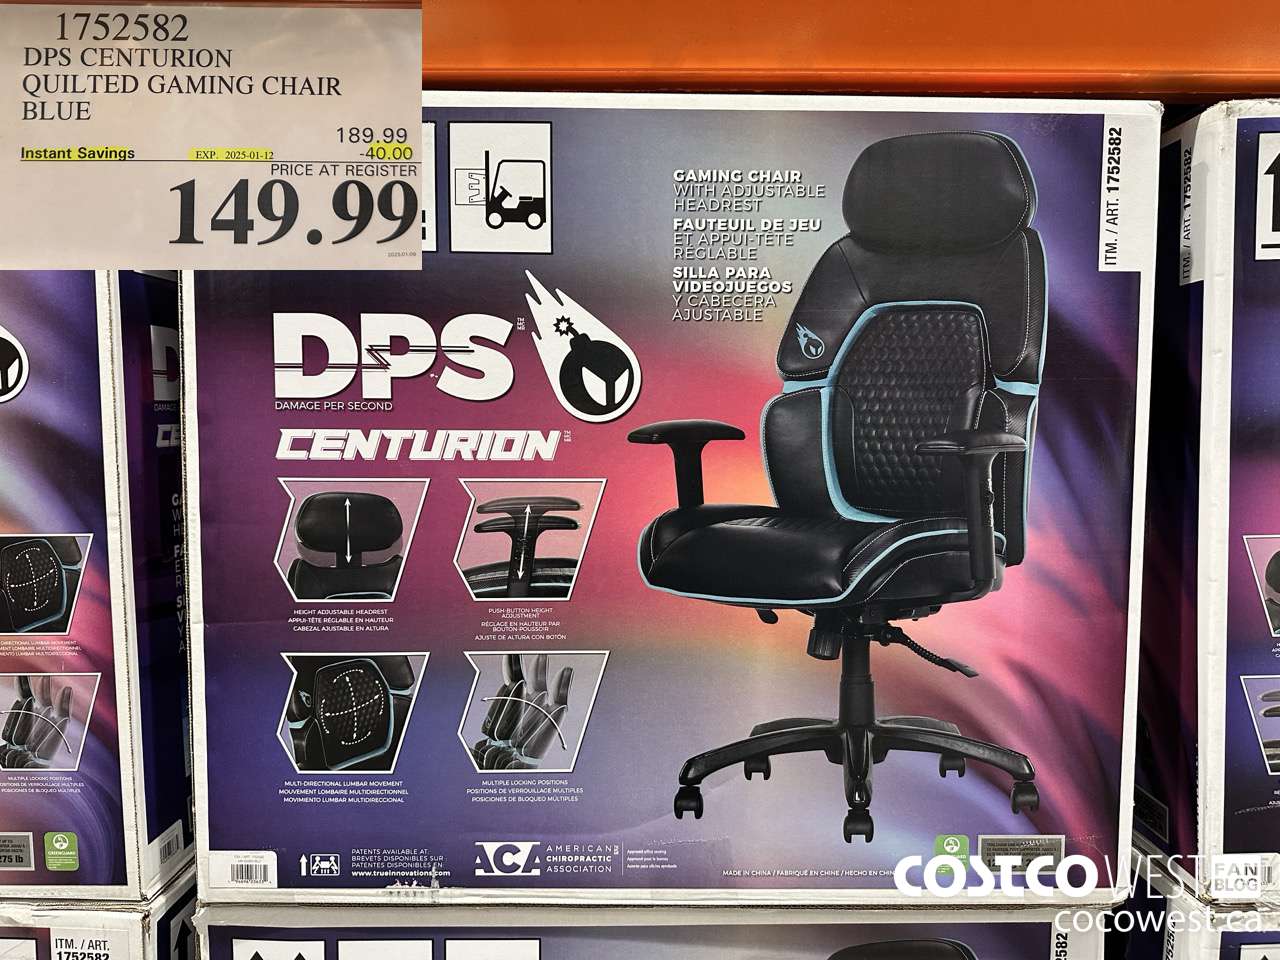 1752582
DPS CENTURION
QUILTED GAMING CHAIR
BLUE
189.99
Instant Savings EXP. 2025-01-12 -40.00
PRICE AT REGISTER
149.99
GAMING CHAIR
WITH ADJUSTABLE
HEADREST
FAUTEUIL DE JEU
ET APPUI-TÊTE
RÉGLABLE
SILLA PARA
VIDEOJUEGOS
Y CABECERA
AJUSTABLE
ITM. / ART. 1752582
ITM. / ART. 1752582
DPS
DAMAGE PER SECOND
CENTURION
HEIGHT ADJUSTABLE HEADREST
APPUI-TÊTE RÉGLABLE EN HAUTEUR
CABEZAL AJUSTABLE EN ALTURA
PUSH-BUTTON HEIGHT
ADJUSTMENT
RÉGLAGE EN HAUTEUR PAR
BOUTON-POUSSOIR
AJUSTE DE ALTURA CON BOTÓN
MULTI-DIRECTIONAL LUMBAR MOVEMENT
MOUVEMENT LOMBAIRE MULTIDIRECTIONNEL
MOVIMIENTO LUMBAR MULTIDIRECCIONAL
MULTIPLE LOCKING POSITIONS
POSITIONS DE VERROUILLAGE MULTIPLES
POSICIONES DE BLOQUEO MÚLTIPLES
PATENTS AVAILABLE AT:
BREVETS DISPONIBLES SUR :
PATENTES DISPONIBLES EN:
www.trueinnovations.com
ACA AMERICAN
CHIROPRACTIC
ASSOCIATION
MADE IN CHINA / FABRIQUÉ EN CHINE / HECHO EN CHIN
275 lb
COSTCO WEST
FAN
BLOG
cocowest.ca
ITM. / ART.
1752582